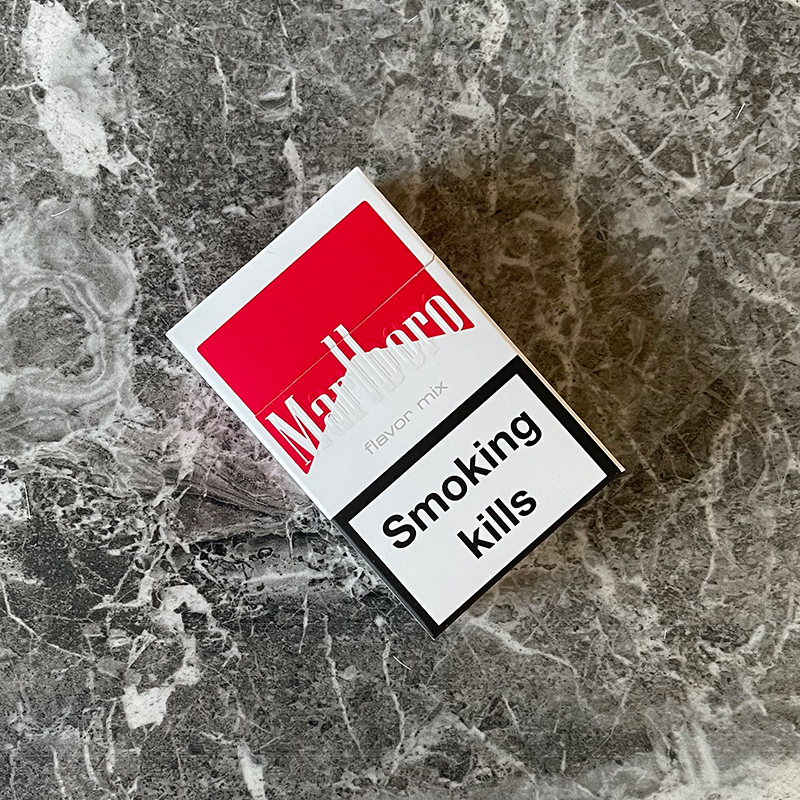 Marlboro
flavor mix
Smoking
kills